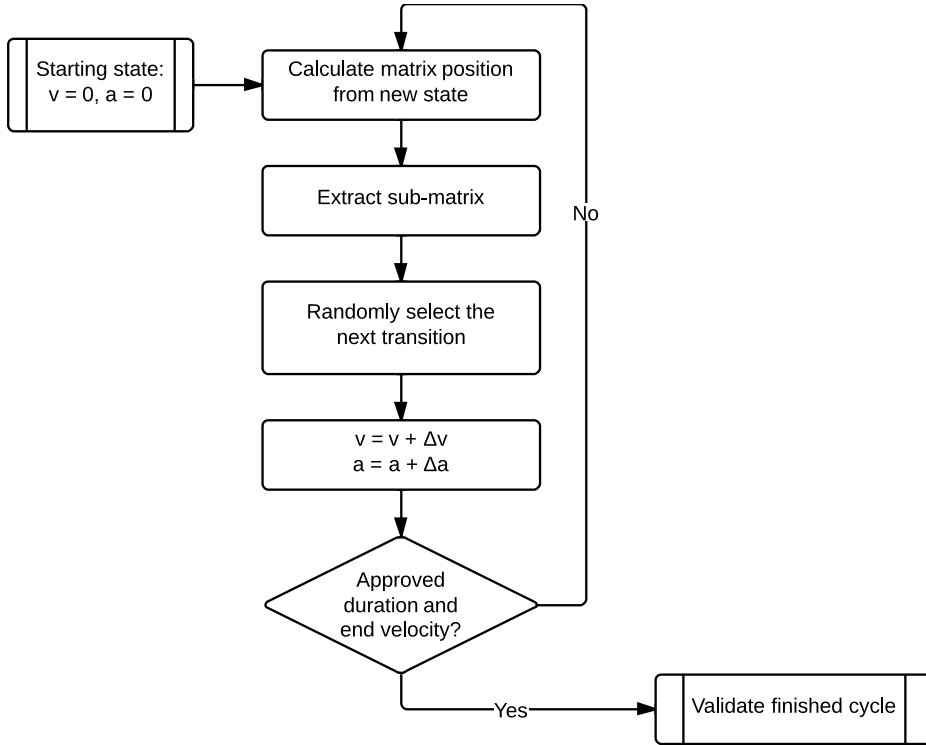 Starting state:
v = 0, a = 0
Calculate matrix position
from new state
Extract sub-matrix
No
Randomly select the
next transition
v = v + Δv
a = a + Δa
Approved
duration and
end velocity?
Yes
Validate finished cycle